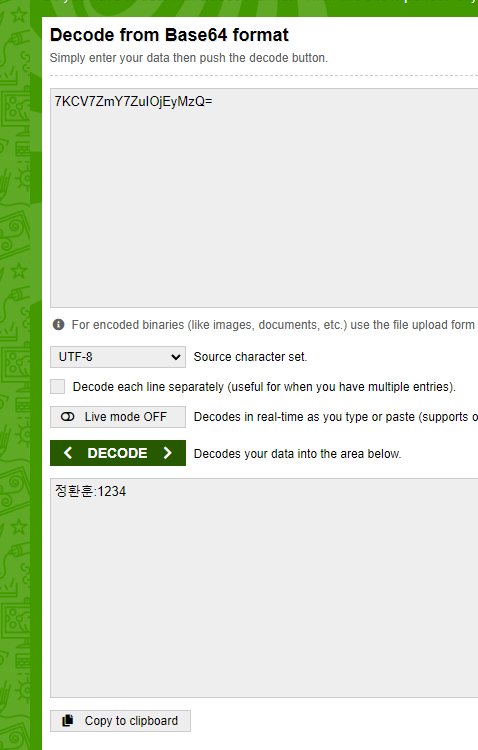 Decode from Base64 format
Simply enter your data then push the decode button.
7KCV7ZmY7ZuIOjEyMzQ=
For encoded binaries (like images, documents, etc.) use the file upload form
UTF-8 Source character set.
Decode each line separately (useful for when you have multiple entries).
Live mode OFF Decodes in real-time as you type or paste (supports o
DECODE Decodes your data into the area below.
정환훈:1234
Copy to clipboard